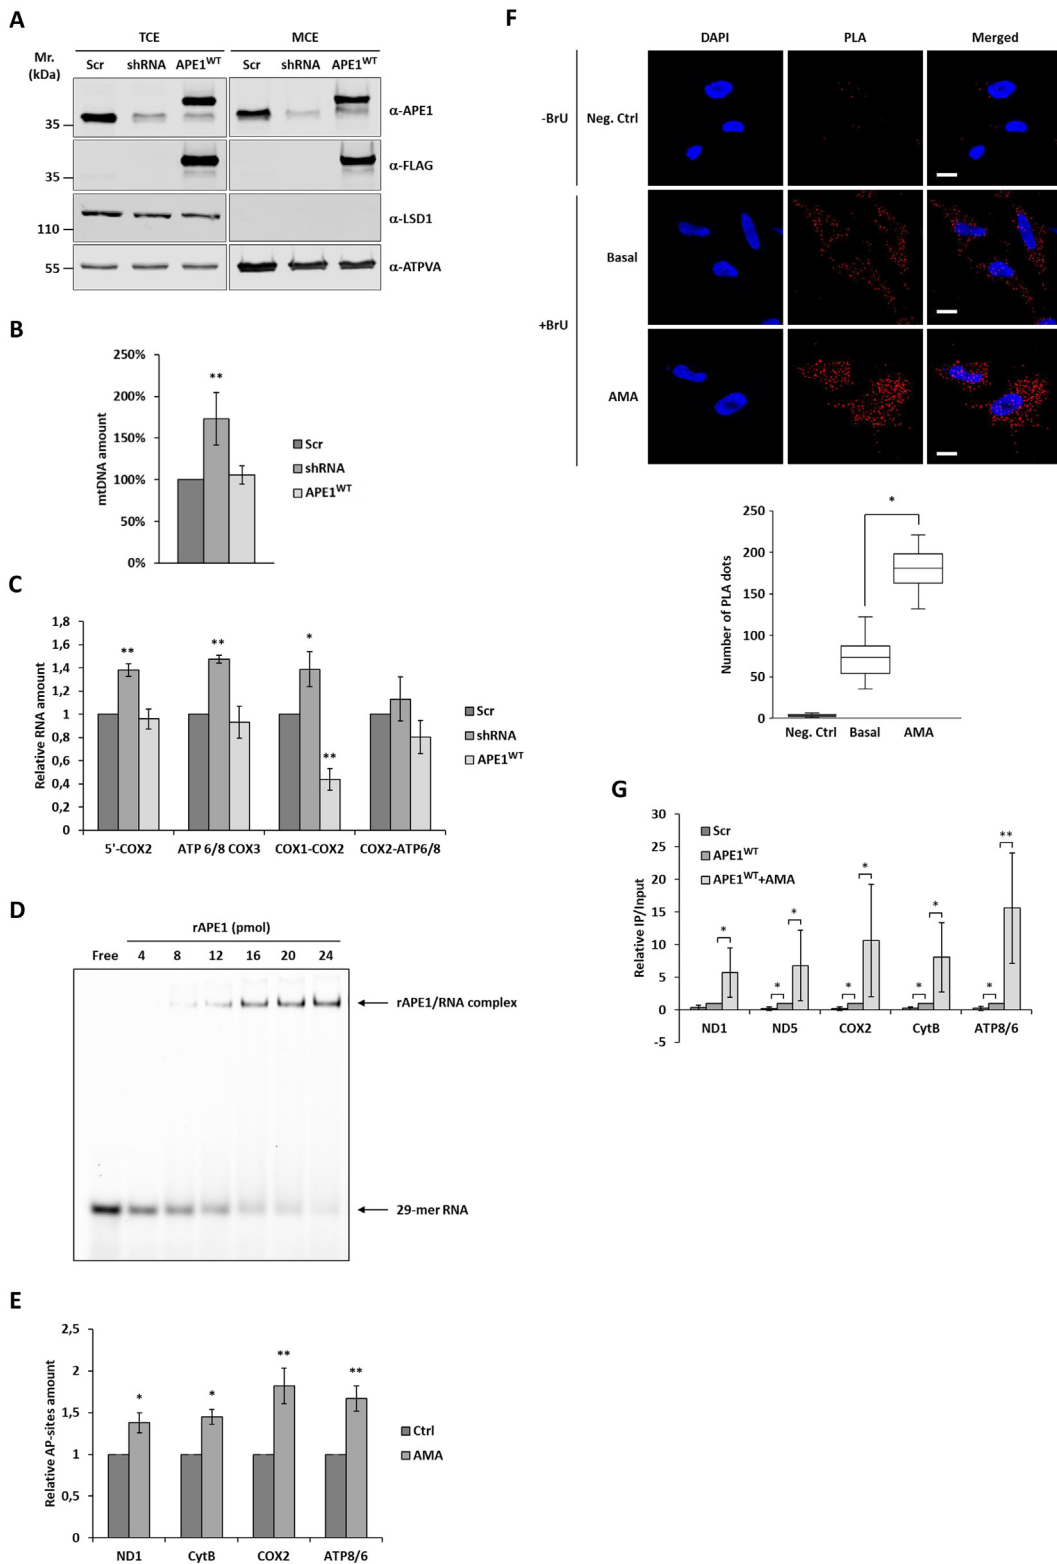 A
TCE MCE
Mr.
(kDa)
Scr shRNA APE1WT Scr shRNA APE1WT
35
α-APE1
35
α-FLAG
110
α-LSD1
55
α-ATPVA
B
mtDNA amount
250%
200%
150%
100%
50%
0%
**
Scr
shRNA
APE1WT
C
Relative RNA amount
1,8
1,6
1,4
1,2
1
0,8
0,6
0,4
0,2
0
** ** * **
5'-COX2 ATP 6/8 COX3 COX1-COX2 COX2-ATP6/8
Scr
shRNA
APE1WT
D
rAPE1 (pmol)
Free 4 8 12 16 20 24
rAPE1/RNA complex
29-mer RNA
E
Relative AP-sites amount
2,5
2
1,5
1
0,5
0
* * ** **
ND1 CytB COX2 ATP8/6
Ctrl
AMA
F
DAPI PLA Merged
-BrU
Neg. Ctrl
+BrU
Basal
AMA
Number of PLA dots
250
200
150
100
50
0
*
Neg. Ctrl Basal AMA
G
Relative IP/Input
30
25
20
15
10
5
0
-5
Scr
APE1WT
APE1WT+AMA
* * * * * * * * **
ND1 ND5 COX2 CytB ATP8/6